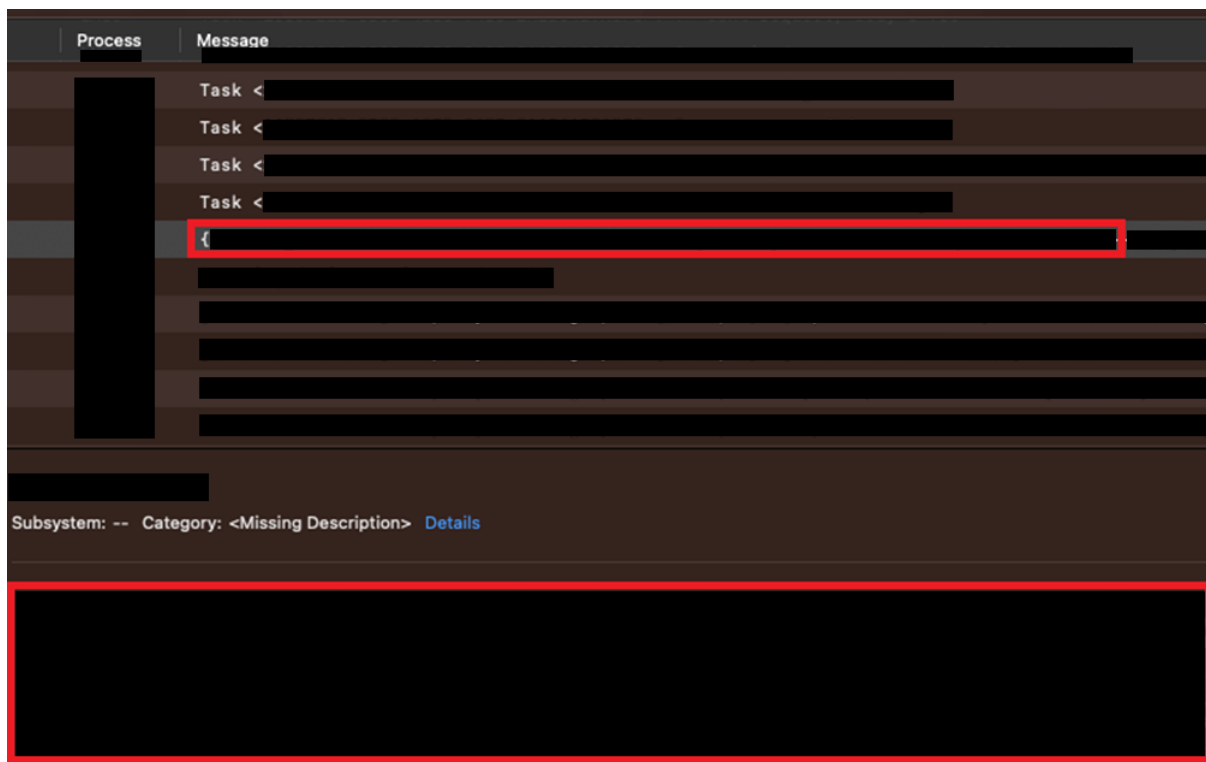 Process Message
Task <
Task <
Task <
Task <
{
Subsystem: -- Category: <Missing Description> Details